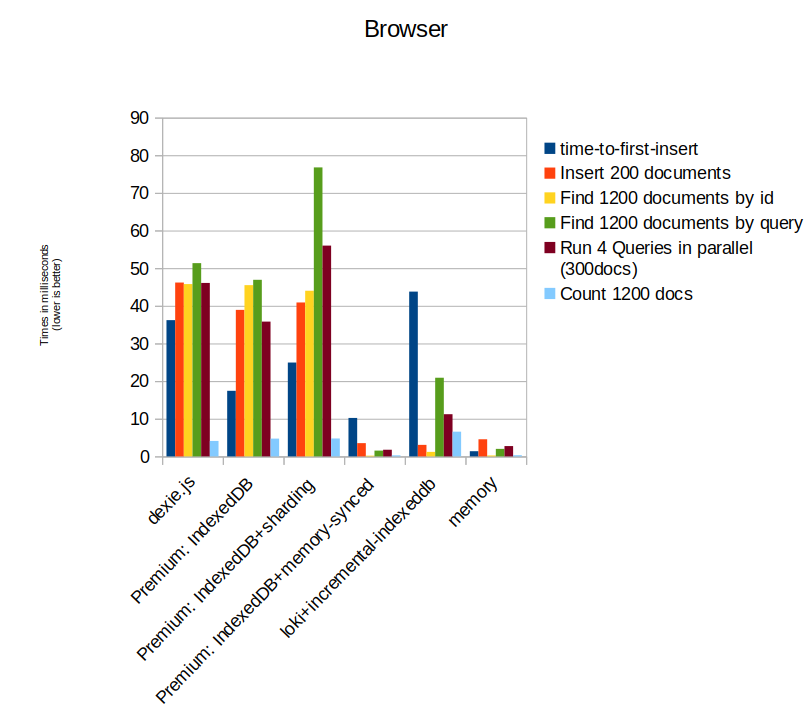 Browser
Times in milliseconds
(lower is better)
90
80
70
60
50
40
30
20
10
0
dexie.js
Premium: IndexedDB
Premium: IndexedDB+sharding
Premium: IndexedDB+memory-synced
loki+incremental-indexeddb
memory
time-to-first-insert
Insert 200 documents
Find 1200 documents by id
Find 1200 documents by query
Run 4 Queries in parallel
(300docs)
Count 1200 docs